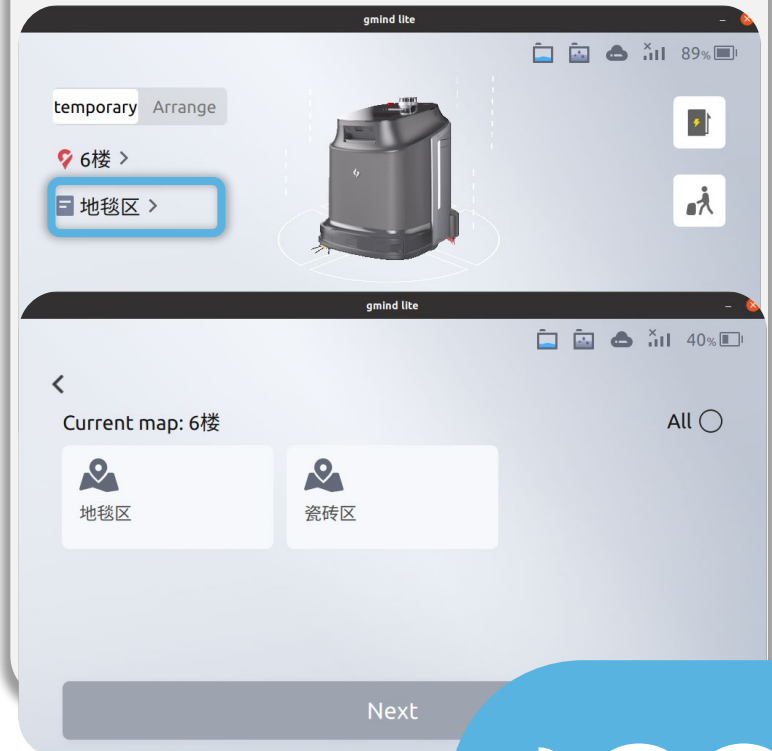 gmind lite
89%
temporary Arrange
6楼 >
地毯区 >
gmind lite
40%
<
Current map: 6楼
All
地毯区
瓷砖区
Next